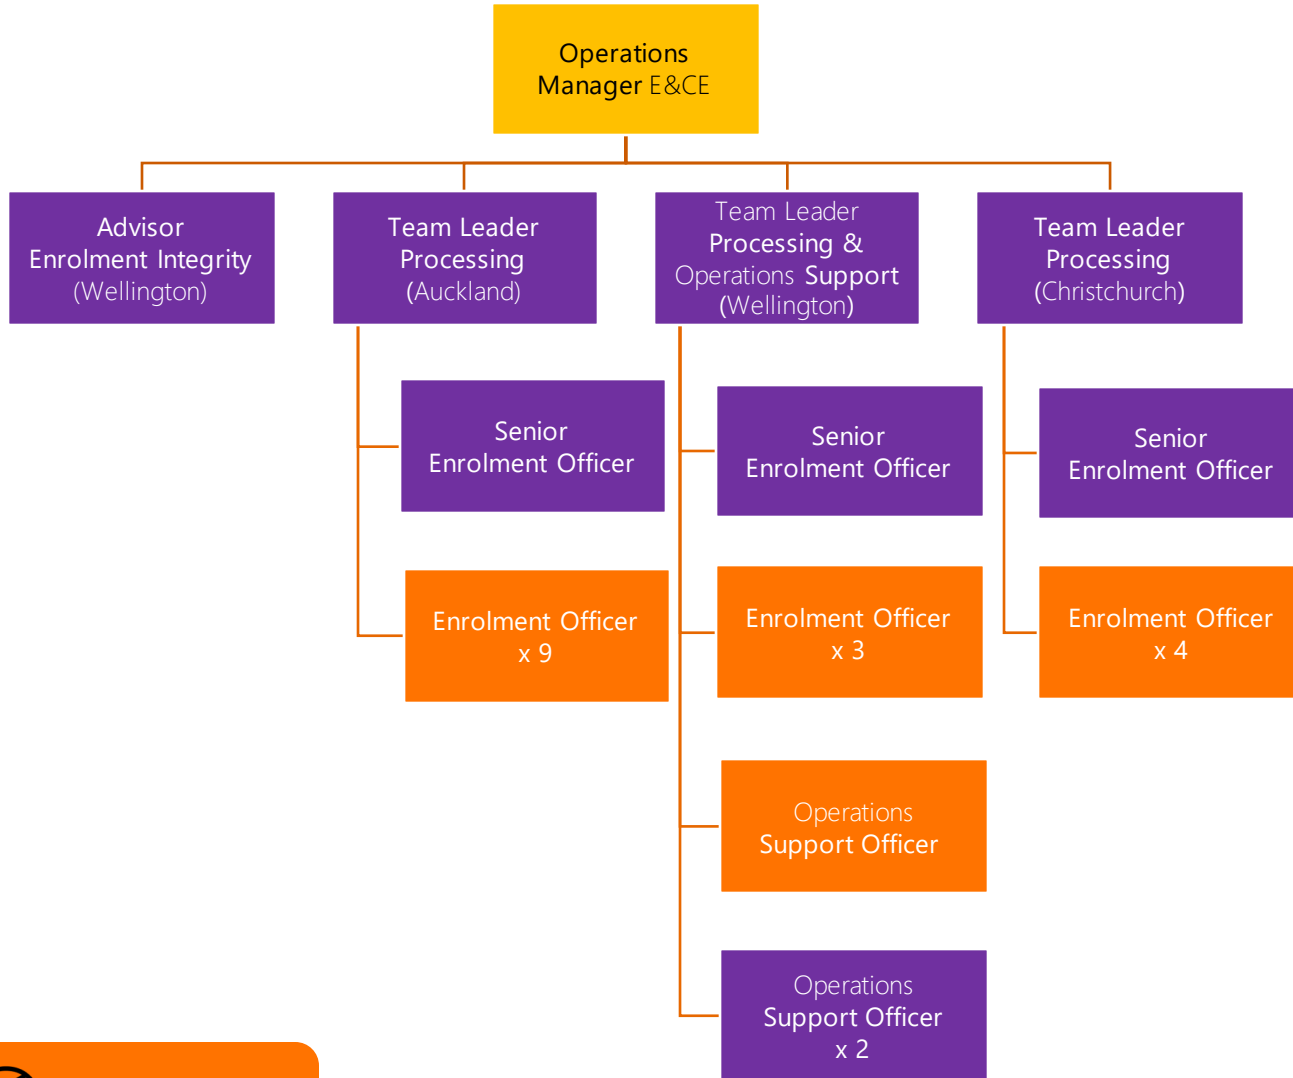 Operations
Manager E&CE
Advisor
Enrolment Integrity
(Wellington)
Team Leader
Processing
(Auckland)
Team Leader
Processing &
Operations Support
(Wellington)
Team Leader
Processing
(Christchurch)
Senior
Enrolment Officer
Senior
Enrolment Officer
Senior
Enrolment Officer
Enrolment Officer
x 9
Enrolment Officer
x 3
Enrolment Officer
x 4
Operations
Support Officer
Operations
Support Officer
x 2